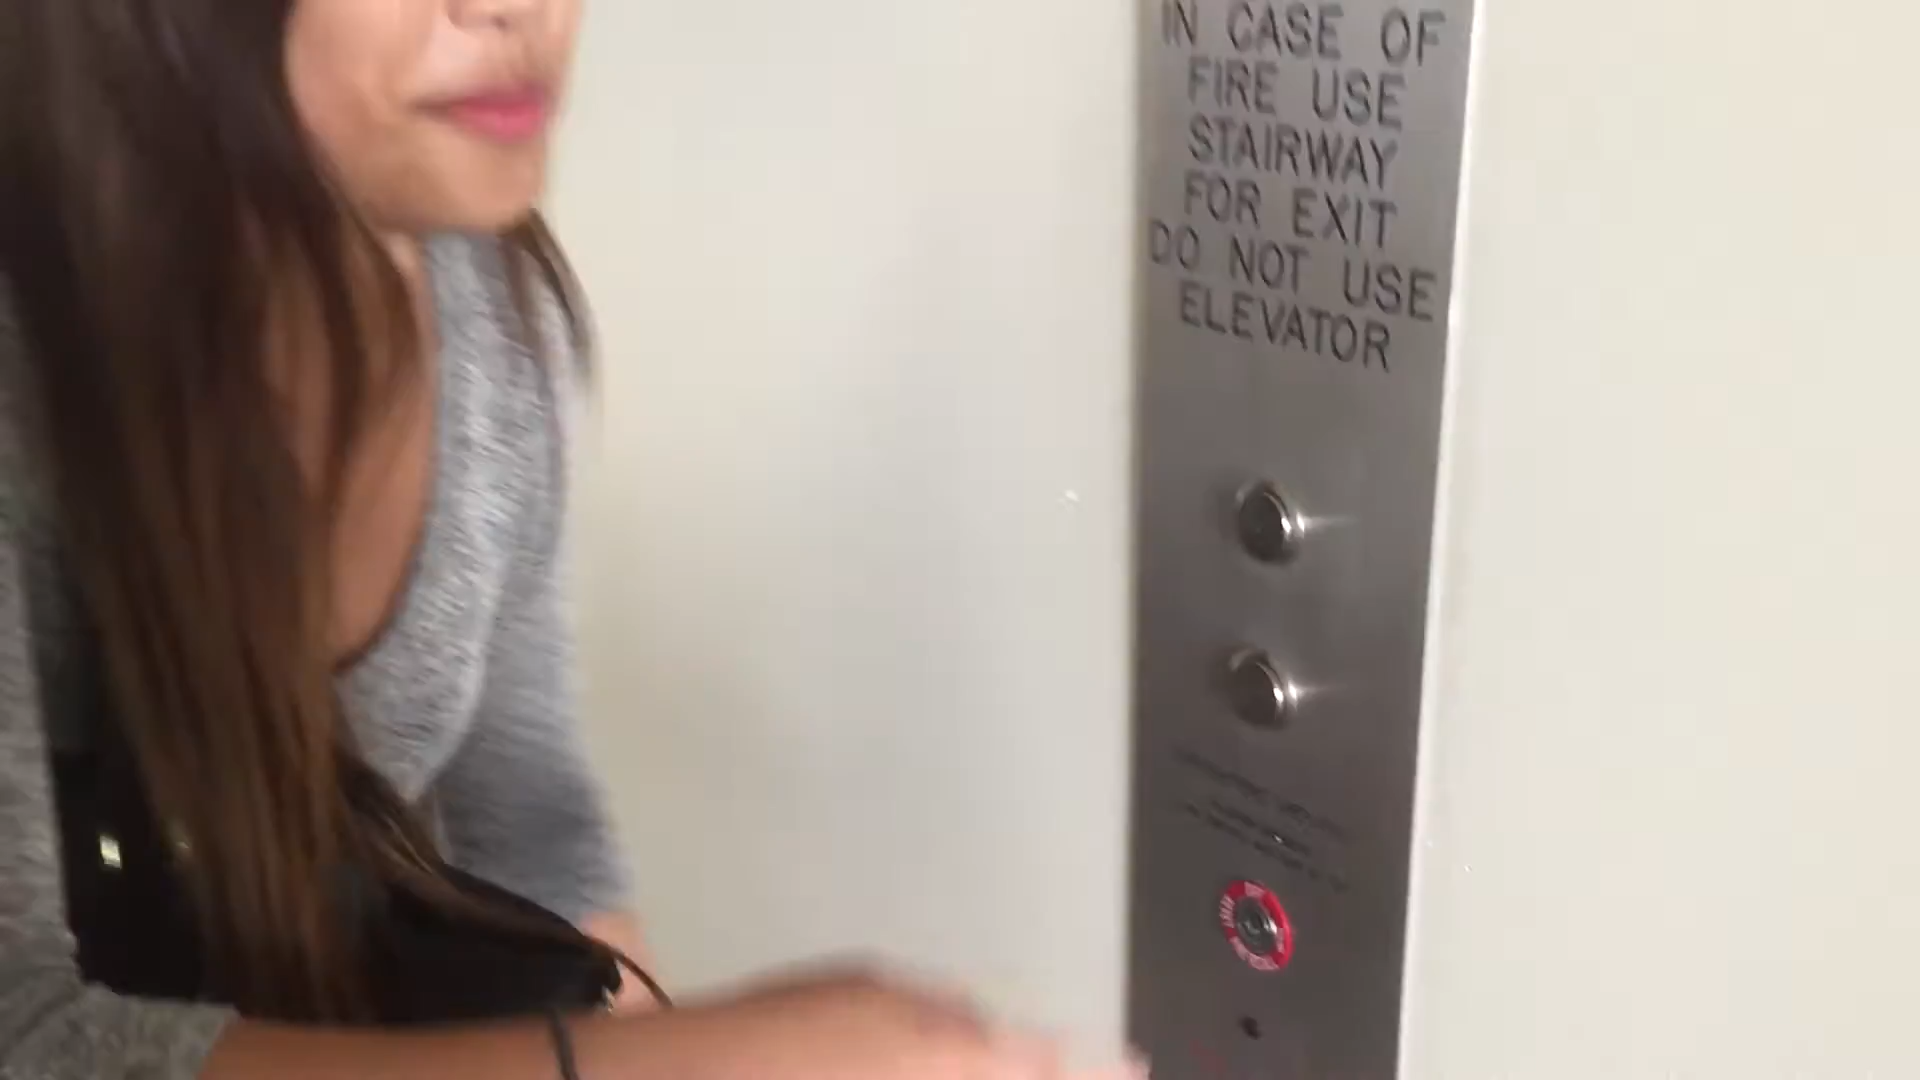 IN CASE OF
FIRE USE
STAIRWAY
FOR EXIT
DO NOT USE
ELEVATOR